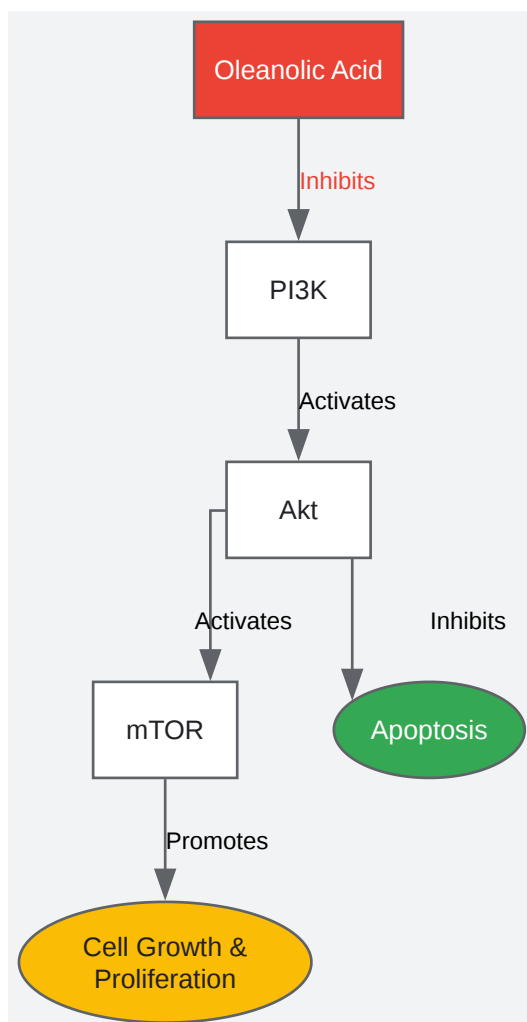 Oleanolic Acid
Inhibits
PI3K
Activates
Akt
Activates
Inhibits
mTOR
Apoptosis
Promotes
Cell Growth &
Proliferation